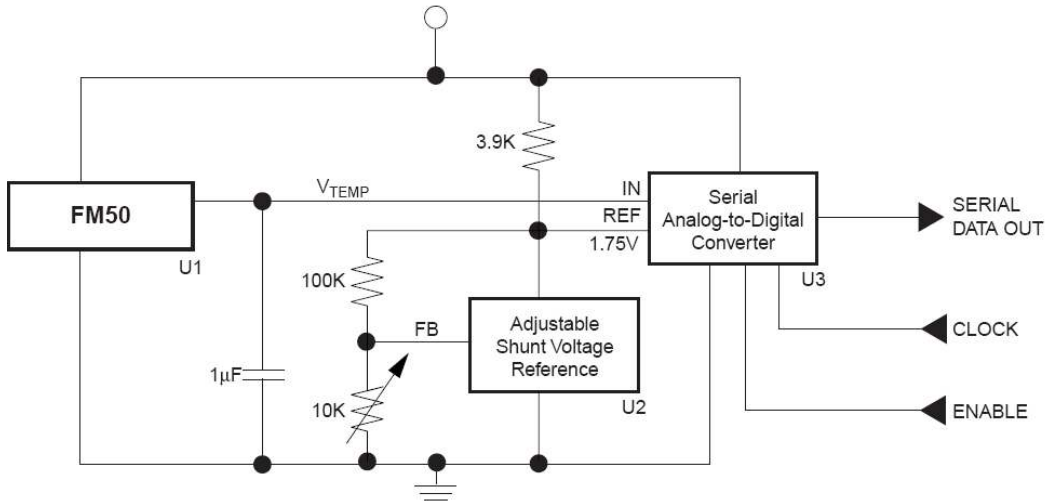 3.9K
V_TEMP
IN
FM50
Serial
Analog-to-Digital
Converter
SERIAL
DATA OUT
REF
1.75V
U1
U3
100K
FB
Adjustable
Shunt Voltage
Reference
CLOCK
1μF
10K
U2
ENABLE